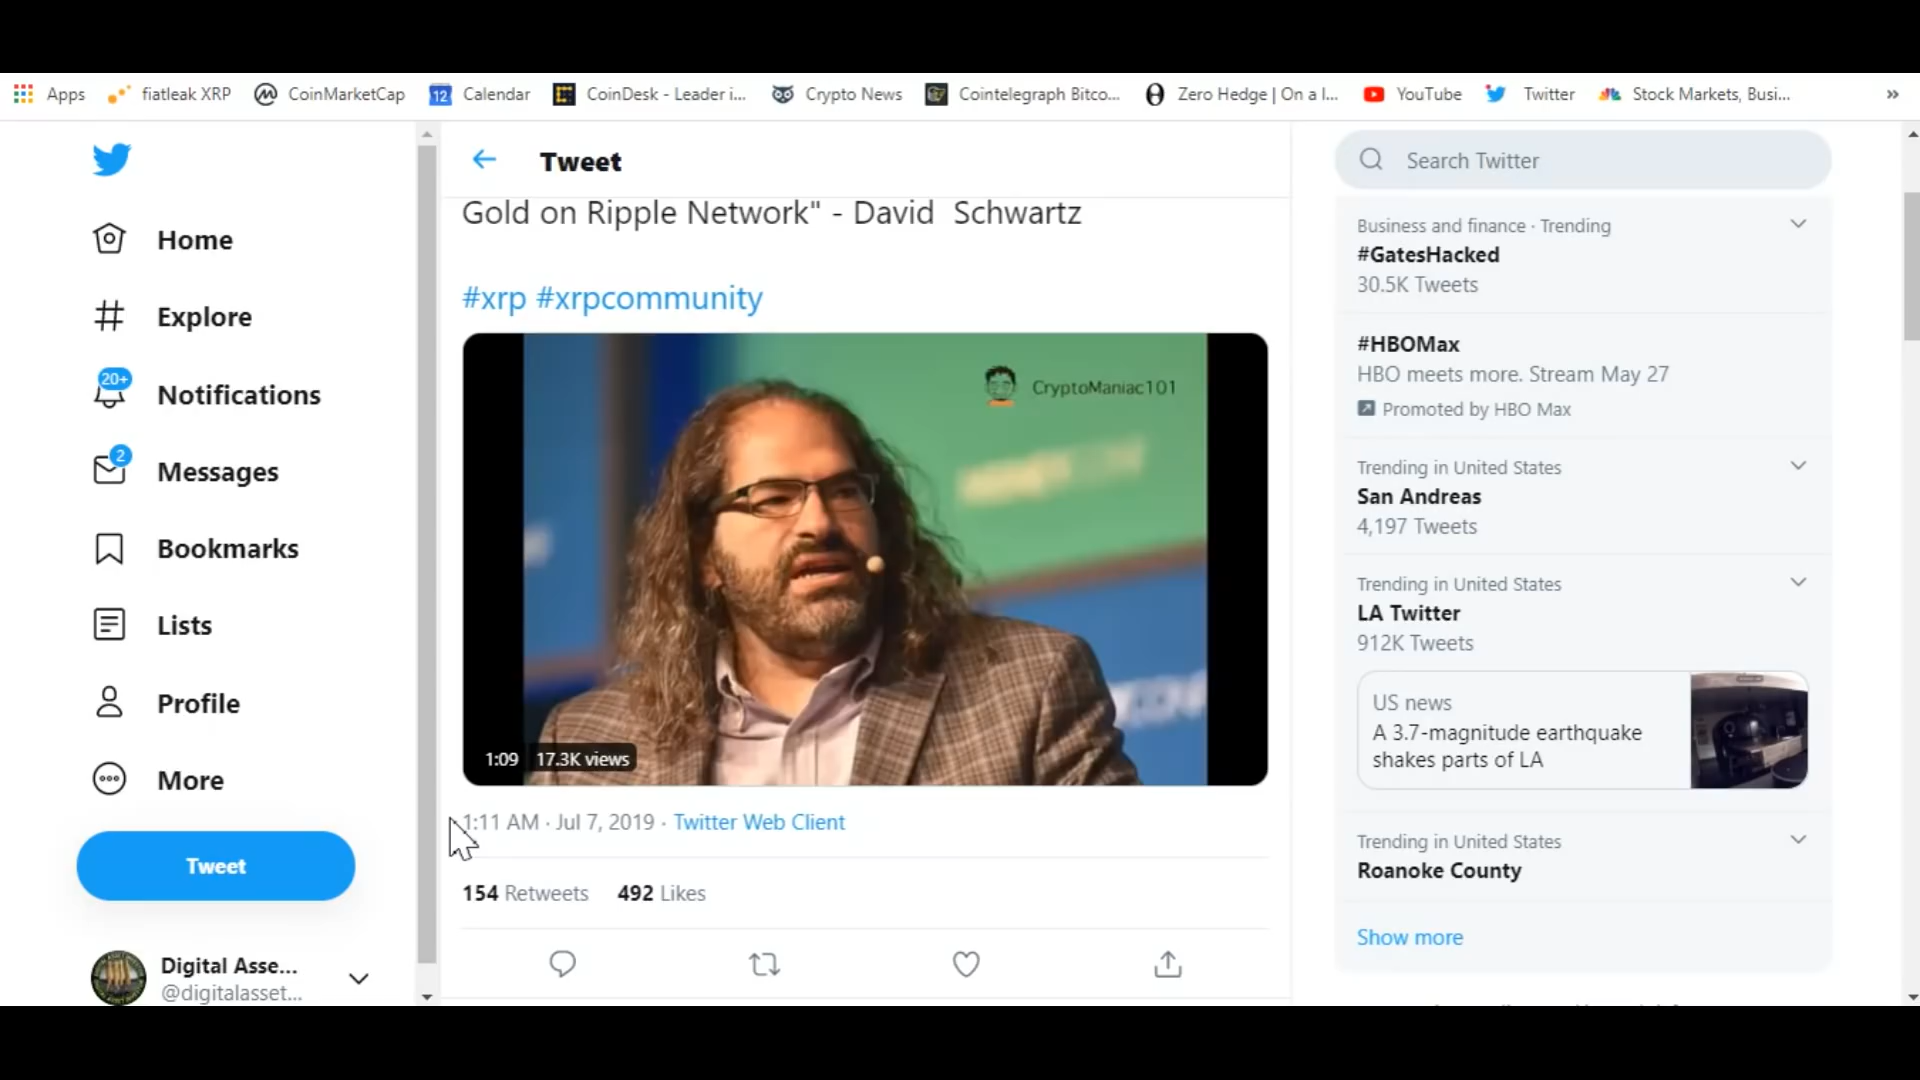 Apps
fiatleak XRP
CoinMarketCap
12
Calendar
CoinDesk - Leader i...
Crypto News
Cointelegraph Bitco...
Zero Hedge | On a l...
YouTube
Twitter
Stock Markets, Busi...
»
Home
Explore
20+
Notifications
2
Messages
Bookmarks
Lists
Profile
More
Tweet
Digital Asse...
@digitalasset...
Tweet
Gold on Ripple Network" - David Schwartz
#xrp #xrpcommunity
CryptoManiac101
1:09 17.3K views
1:11 AM · Jul 7, 2019 · Twitter Web Client
154 Retweets 492 Likes
Search Twitter
Business and finance · Trending
#GatesHacked
30.5K Tweets
#HBOMax
HBO meets more. Stream May 27
Promoted by HBO Max
Trending in United States
San Andreas
4,197 Tweets
Trending in United States
LA Twitter
912K Tweets
US news
A 3.7-magnitude earthquake
shakes parts of LA
Trending in United States
Roanoke County
Show more